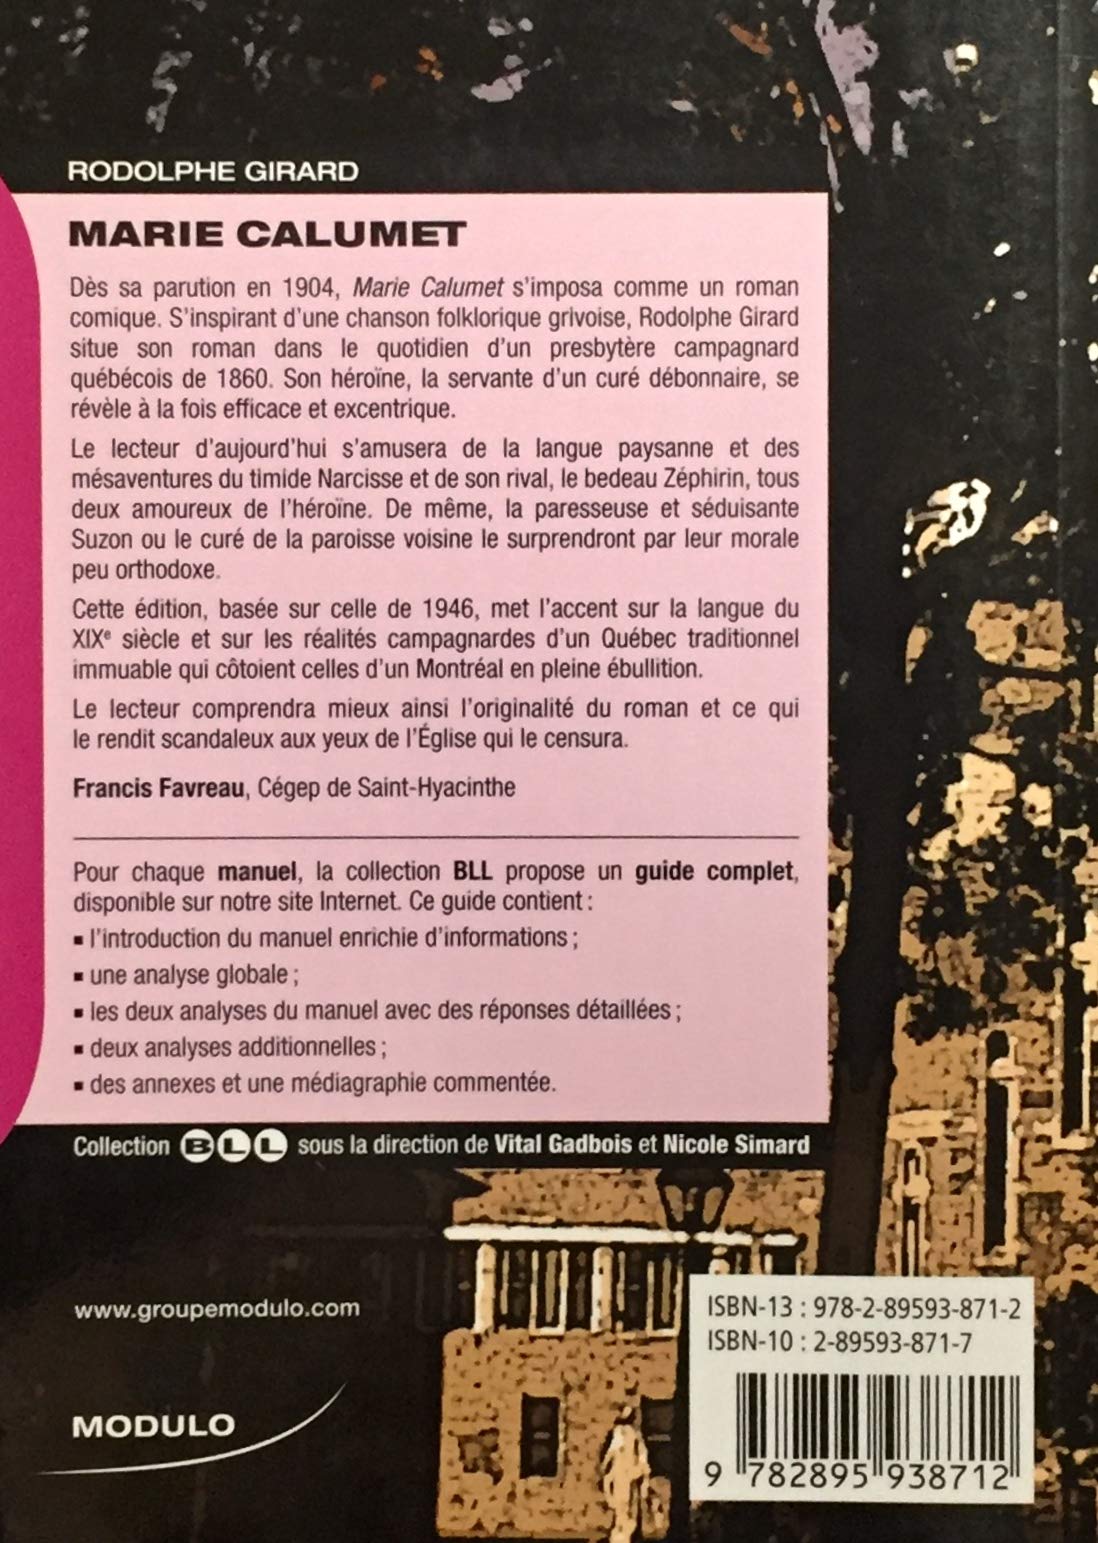 RODOLPHE GIRARD
MARIE CALUMET
Dès sa parution en 1904, Marie Calumet s'imposa comme un roman
comique. S'inspirant d'une chanson folklorique grivoise, Rodolphe Girard
situe son roman dans le quotidien d'un presbytère campagnard
québécois de 1860. Son héroïne, la servante d'un curé débonnaire, se
révèle à la fois efficace et excentrique.
Le lecteur d'aujourd'hui s'amusera de la langue paysanne et des
mésaventures du timide Narcisse et de son rival, le bedeau Zéphirin, tous
deux amoureux de l'héroïne. De même, la paresseuse et séduisante
Suzon ou le curé de la paroisse voisine le surprendront par leur morale
peu orthodoxe.
Cette édition, basée sur celle de 1946, met l'accent sur la langue du
XIXe siècle et sur les réalités campagnardes d'un Québec traditionnel
immuable qui côtoient celles d'un Montréal en pleine ébullition.
Le lecteur comprendra mieux ainsi l'originalité du roman et ce qui
le rendit scandaleux aux yeux de l'Église qui le censura.
Francis Favreau, Cégep de Saint-Hyacinthe
Pour chaque manuel, la collection BLL propose un guide complet,
disponible sur notre site Internet. Ce guide contient :
▪ l'introduction du manuel enrichie d'informations ;
▪ une analyse globale ;
▪ les deux analyses du manuel avec des réponses détaillées ;
▪ deux analyses additionnelles ;
▪ des annexes et une médiagraphie commentée.
Collection BLL sous la direction de Vital Gadbois et Nicole Simard
www.groupemodulo.com
MODULO
ISBN-13 : 978-2-89593-871-2
ISBN-10 : 2-89593-871-7
9 782895 938712